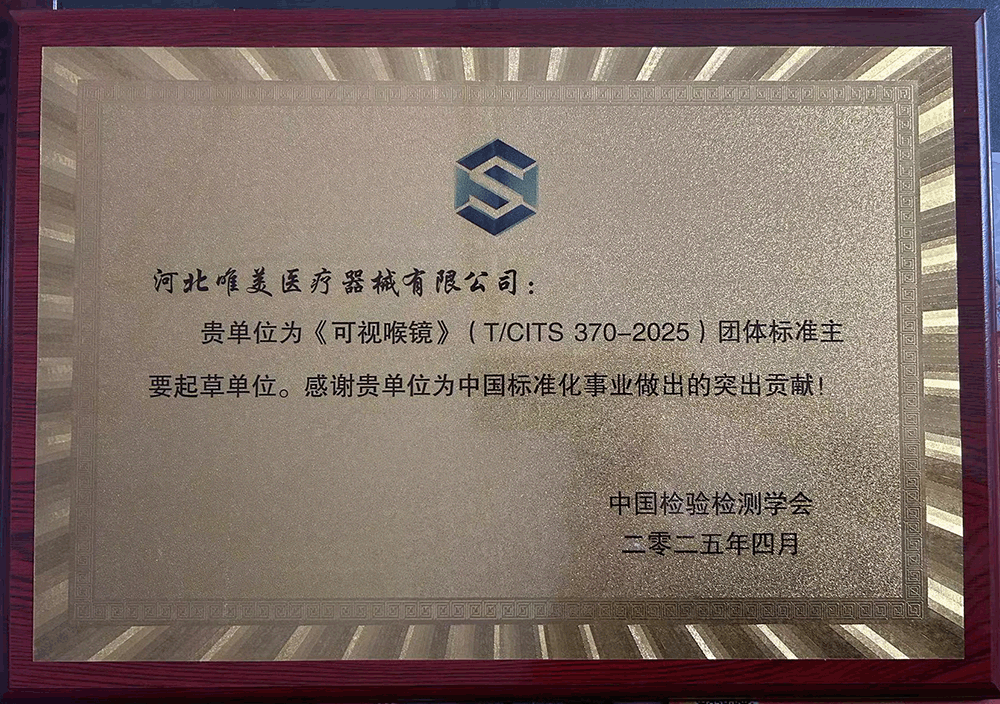 河北唯美医疗器械有限公司：
贵单位为《可视喉镜》（T/CITS 370-2025）团体标准主
要起草单位。感谢贵单位为中国标准化事业做出的突出贡献！
中国检验检测学会
二零二五年四月